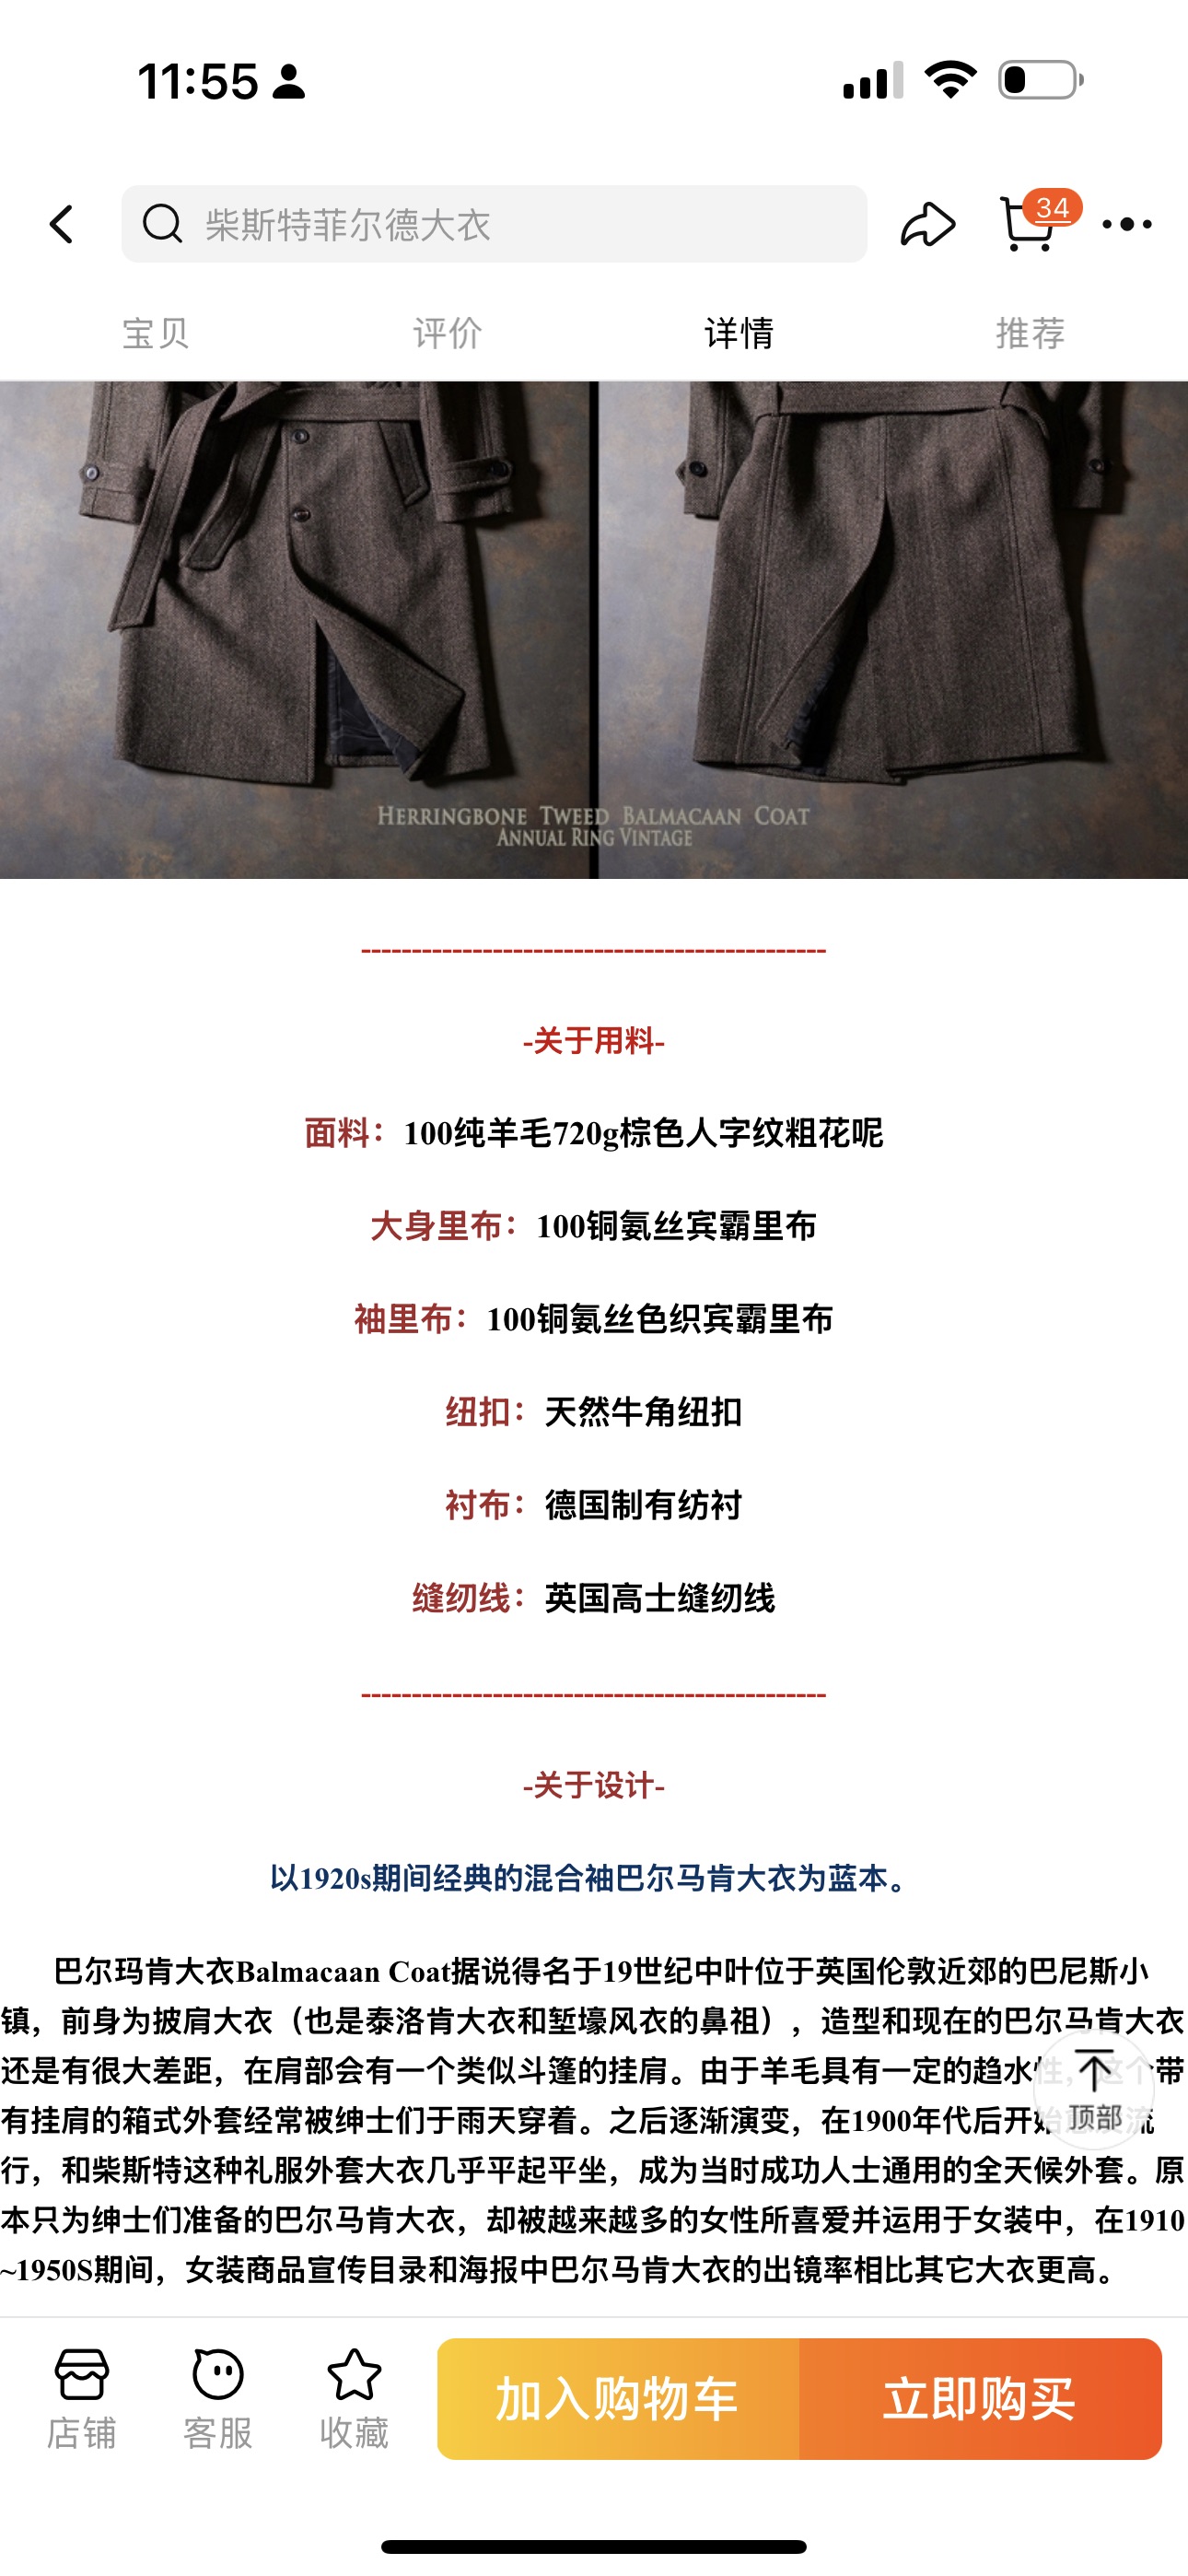 11:55
柴斯特菲尔德大衣
34
宝贝
评价
详情
推荐
HERRINGBONE TWEED BALMACAAN COAT
ANNUAL RING VINTAGE
----------------------------------------------
-关于用料-
面料：100纯羊毛720g棕色人字纹粗花呢
大身里布：100铜氨丝宾霸里布
袖里布：100铜氨丝色织宾霸里布
纽扣：天然牛角纽扣
衬布：德国制有纺衬
缝纫线：英国高士缝纫线
----------------------------------------------
-关于设计-
以1920s期间经典的混合袖巴尔马肯大衣为蓝本。
巴尔玛肯大衣Balmacaan Coat据说得名于19世纪中叶位于英国伦敦近郊的巴尼斯小
镇，前身为披肩大衣（也是泰洛肯大衣和堑壕风衣的鼻祖），造型和现在的巴尔马肯大衣
还是有很大差距，在肩部会有一个类似斗篷的挂肩。由于羊毛具有一定的趋水性，这个带
有挂肩的箱式外套经常被绅士们于雨天穿着。之后逐渐演变，在1900年代后开始 流
行，和柴斯特这种礼服外套大衣几乎平起平坐，成为当时成功人士通用的全天候外套。原
本只为绅士们准备的巴尔马肯大衣，却被越来越多的女性所喜爱并运用于女装中，在1910
~1950S期间，女装商品宣传目录和海报中巴尔马肯大衣的出镜率相比其它大衣更高。
顶部
店铺
客服
收藏
加入购物车
立即购买